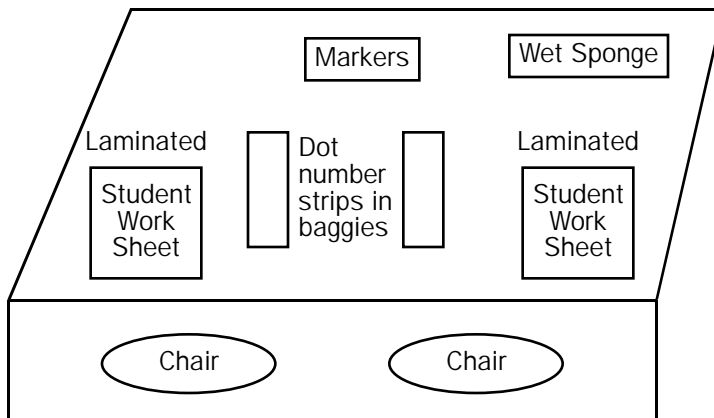 Markers
Wet Sponge
Laminated
Student
Work
Sheet
Dot
number
strips in
baggies
Laminated
Student
Work
Sheet
Chair
Chair